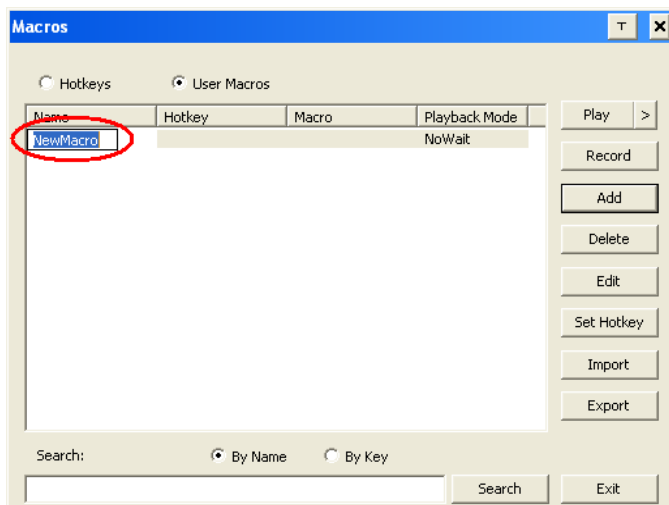 Macros T X
Hotkeys User Macros
Name Hotkey Macro Playback Mode
NewMacro NoWait
Play >
Record
Add
Delete
Edit
Set Hotkey
Import
Export
Search: By Name By Key
Search Exit